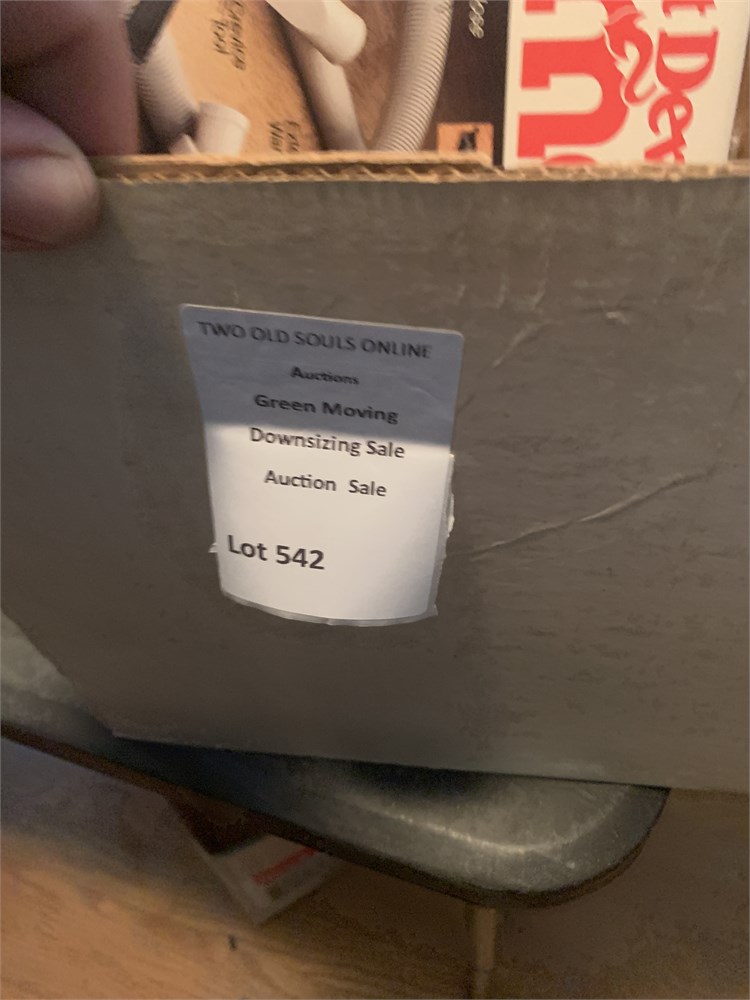 TWO OLD SOULS ONLINE
Auctions
Green Moving
Downsizing Sale
Auction Sale
Lot 542